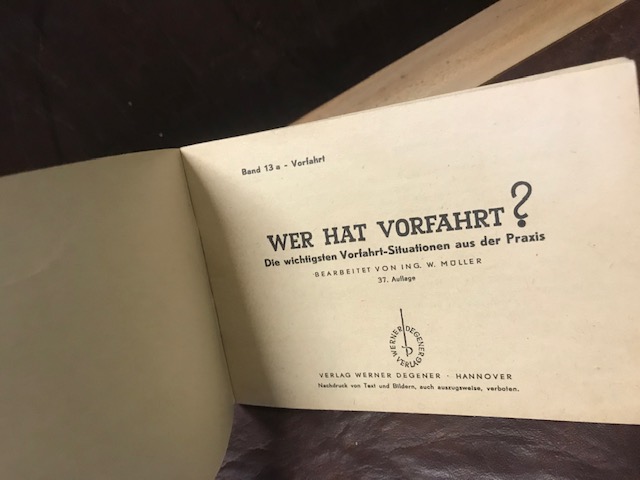 Band 13a - Vorfahrt
WER HAT VORFAHRT?
Die wichtigsten Vorfahrt-Situationen aus der Praxis
BEARBEITET VON ING. W. MÜLLER
37. Auflage
WERNER DEGENER VERLAG
VERLAG WERNER DEGENER · HANNOVER
Nachdruck von Text und Bildern, auch auszugsweise, verboten.